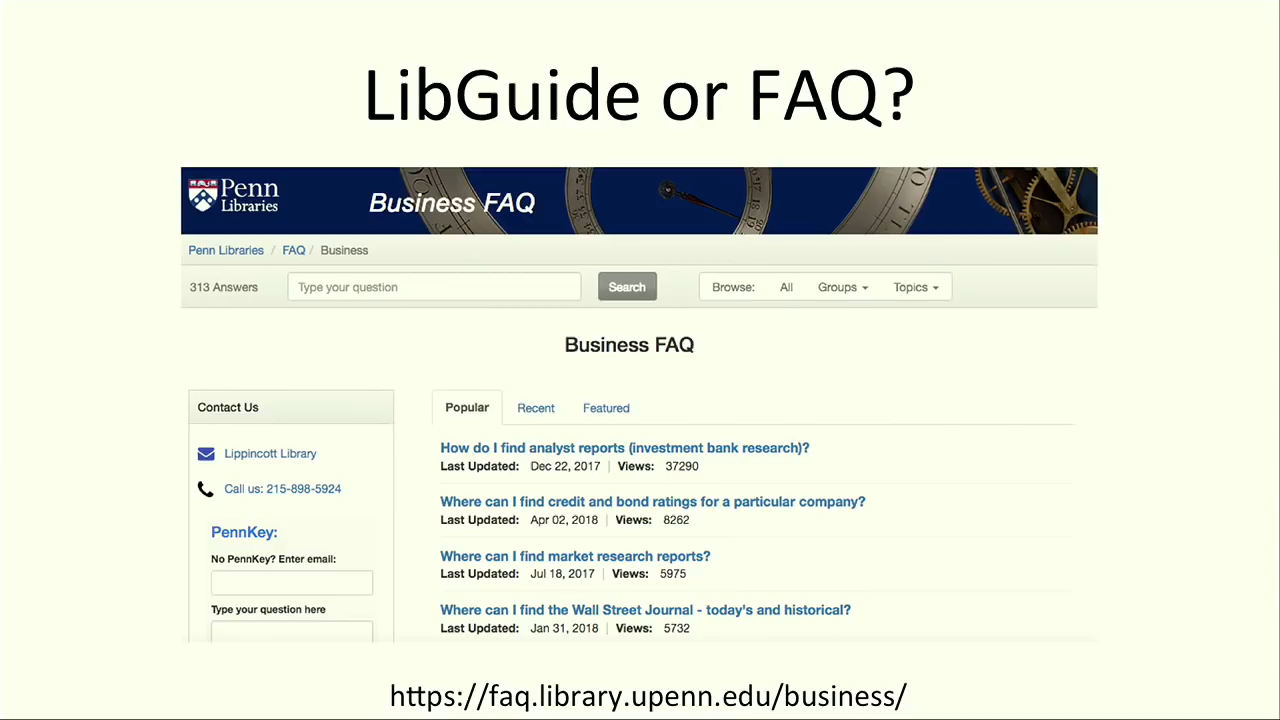 LibGuide or FAQ?
Penn
Libraries
Business FAQ
Penn Libraries / FAQ / Business
313 Answers
Type your question
Search
Browse: All Groups Topics
Business FAQ
Contact Us
Lippincott Library
Call us: 215-898-5924
PennKey:
No PennKey? Enter email:
Type your question here
Popular Recent Featured
How do I find analyst reports (investment bank research)?
Last Updated: Dec 22, 2017 | Views: 37290
Where can I find credit and bond ratings for a particular company?
Last Updated: Apr 02, 2018 | Views: 8262
Where can I find market research reports?
Last Updated: Jul 18, 2017 | Views: 5975
Where can I find the Wall Street Journal - today's and historical?
Last Updated: Jan 31, 2018 | Views: 5732
https://faq.library.upenn.edu/business/